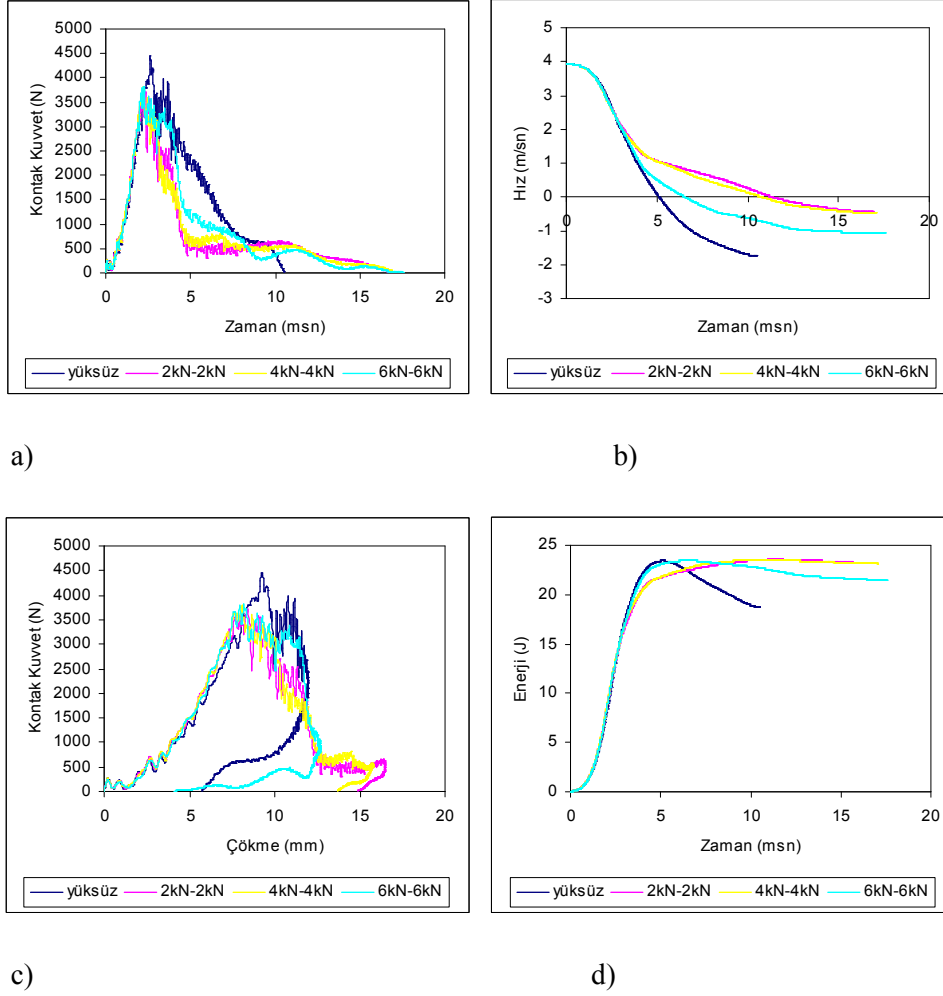 5000
4500
4000
3500
3000
2500
2000
1500
1000
500
0
Kontak Kuvvet (N)
0 5 10 15 20
Zaman (msn)
yüksüz 2kN-2kN 4kN-4kN 6kN-6kN
5
4
3
2
1
0
-1
-2
-3
Hız (m/sn)
0 5 10 15 20
Zaman (msn)
yüksüz 2kN-2kN 4kN-4kN 6kN-6kN
a) b)
5000
4500
4000
3500
3000
2500
2000
1500
1000
500
0
Kontak Kuvvet (N)
0 5 10 15 20
Çökme (mm)
yüksüz 2kN-2kN 4kN-4kN 6kN-6kN
25
20
15
10
5
0
Enerji (J)
0 5 10 15 20
Zaman (msn)
yüksüz 2kN-2kN 4kN-4kN 6kN-6kN
c) d)